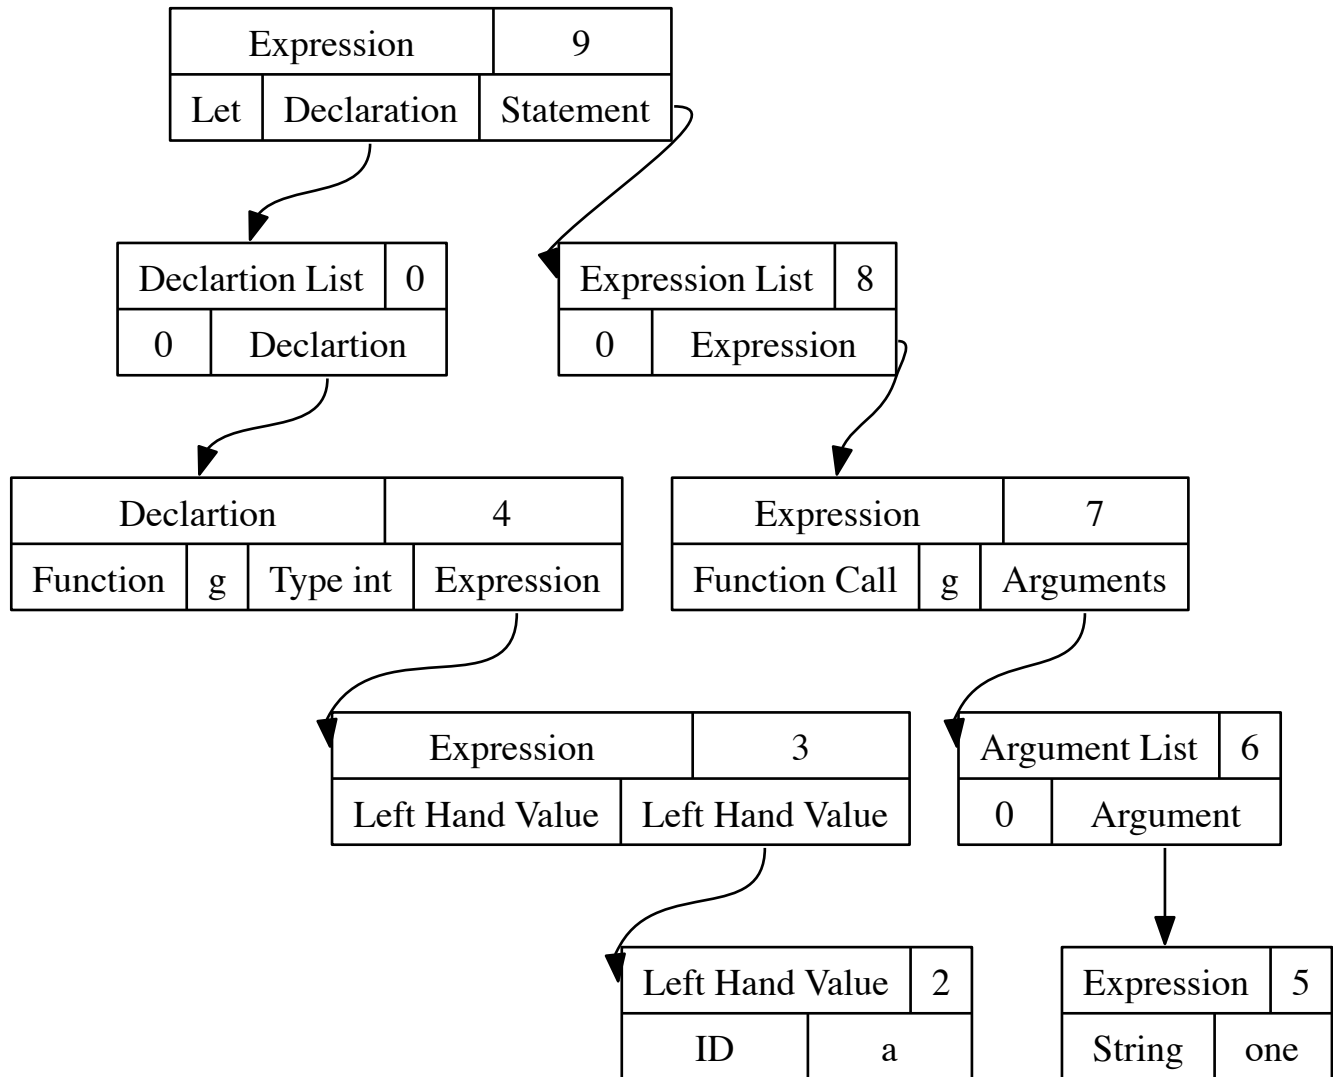 Expression 9
Let Declaration Statement
Declartion List 0
0 Declartion
Expression List 8
0 Expression
Declartion 4
Function g Type int Expression
Expression 7
Function Call g Arguments
Expression 3
Left Hand Value Left Hand Value
Argument List 6
0 Argument
Left Hand Value 2
ID a
Expression 5
String one